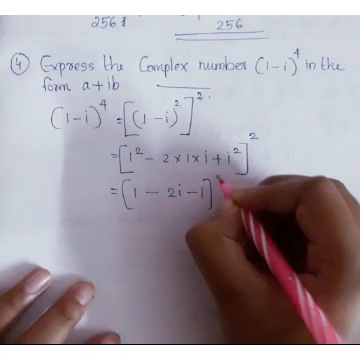 2561 256
④ Express the Complex number (1-i)⁴ in the
form a+ib
(1-i)⁴ = [(1-i)²]²
= [1² - 2×1×i + i²]²
= (1 - 2i - 1]